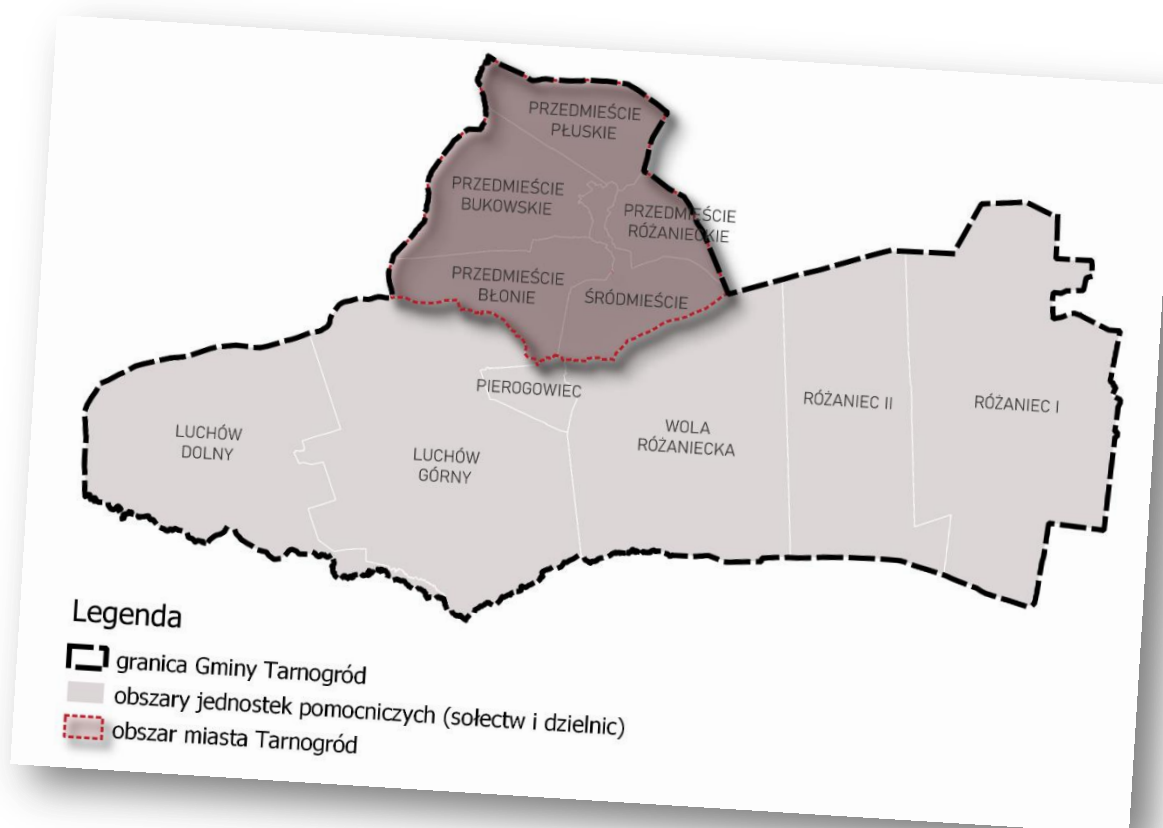 PRZEDMIEŚCIE
PŁUSKIE
PRZEDMIEŚCIE
BUKOWSKIE
PRZEDMIEŚCIE
RÓŻANIECKIE
PRZEDMIEŚCIE
BŁONIE
ŚRÓDMIEŚCIE
PIEROGOWIEC
RÓŻANIEC II
RÓŻANIEC I
LUCHÓW
DOLNY
LUCHÓW
GÓRNY
WOLA
RÓŻANIECKA
Legenda
granica Gminy Tarnogród
obszary jednostek pomocniczych (sołectw i dzielnic)
obszar miasta Tarnogród